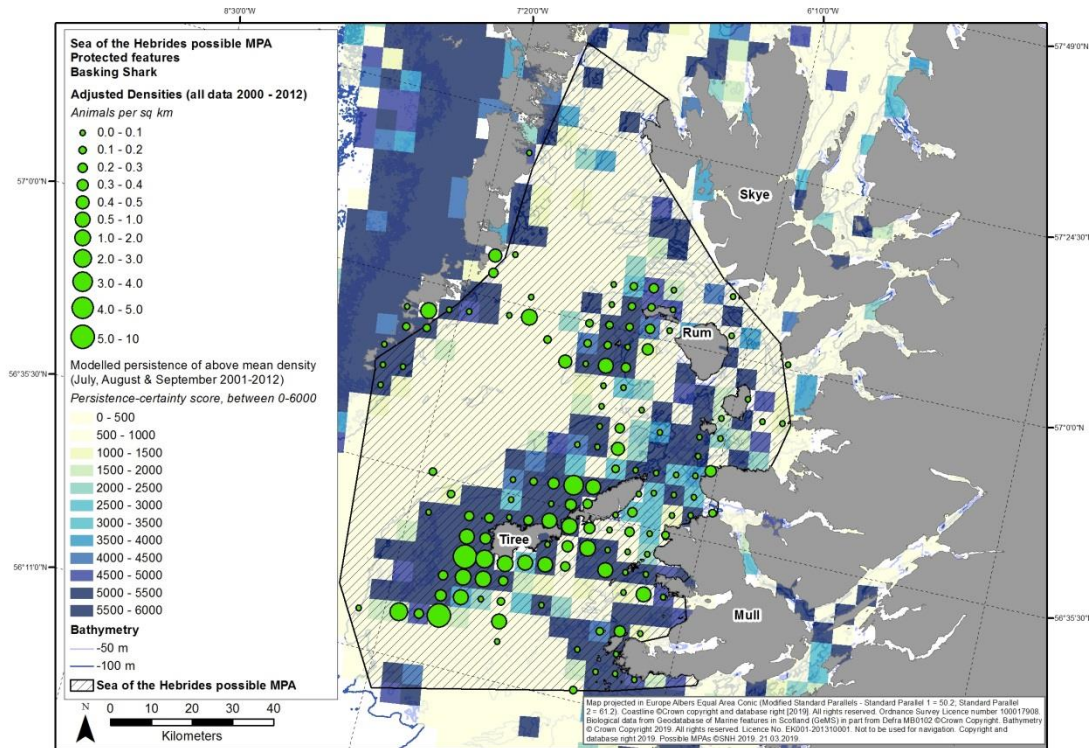 8°30'0"W
7°20'0"W
6°10'0"W
57°49'0"N
57°0'0"N
57°24'30"N
56°35'30"N
57°0'0"N
56°11'0"N
56°35'30"N
Sea of the Hebrides possible MPA
Protected features
Basking Shark
Adjusted Densities (all data 2000 - 2012)
Animals per sq km
0.0 - 0.1
0.1 - 0.2
0.2 - 0.3
0.3 - 0.4
0.4 - 0.5
0.5 - 1.0
1.0 - 2.0
2.0 - 3.0
3.0 - 4.0
4.0 - 5.0
5.0 - 10
Modelled persistence of above mean density
(July, August & September 2001-2012)
Persistence-certainty score, between 0-6000
0 - 500
500 - 1000
1000 - 1500
1500 - 2000
2000 - 2500
2500 - 3000
3000 - 3500
3500 - 4000
4000 - 4500
4500 - 5000
5000 - 5500
5500 - 6000
Bathymetry
-50 m
-100 m
Sea of the Hebrides possible MPA
N
0 10 20 30 40
Kilometers
Skye
Rum
Tiree
Mull
Map projected in Europe Albers Equal Area Conic (Modified Standard Parallels - Standard Parallel 1 = 50.2; Standard Parallel
2 = 61.2). Coastline ©Crown copyright and database right [2019]. All rights reserved. Ordnance Survey Licence number 100017908.
Biological data from Geodatabase of Marine features in Scotland (GeMS) in part from Defra MB0102 ©Crown Copyright. Bathymetry
© Crown Copyright 2019. All rights reserved. Licence No. EK001-201310001. Not to be used for navigation. Copyright and
database right 2019. Possible MPAs ©SNH 2019. 21.03.2019.